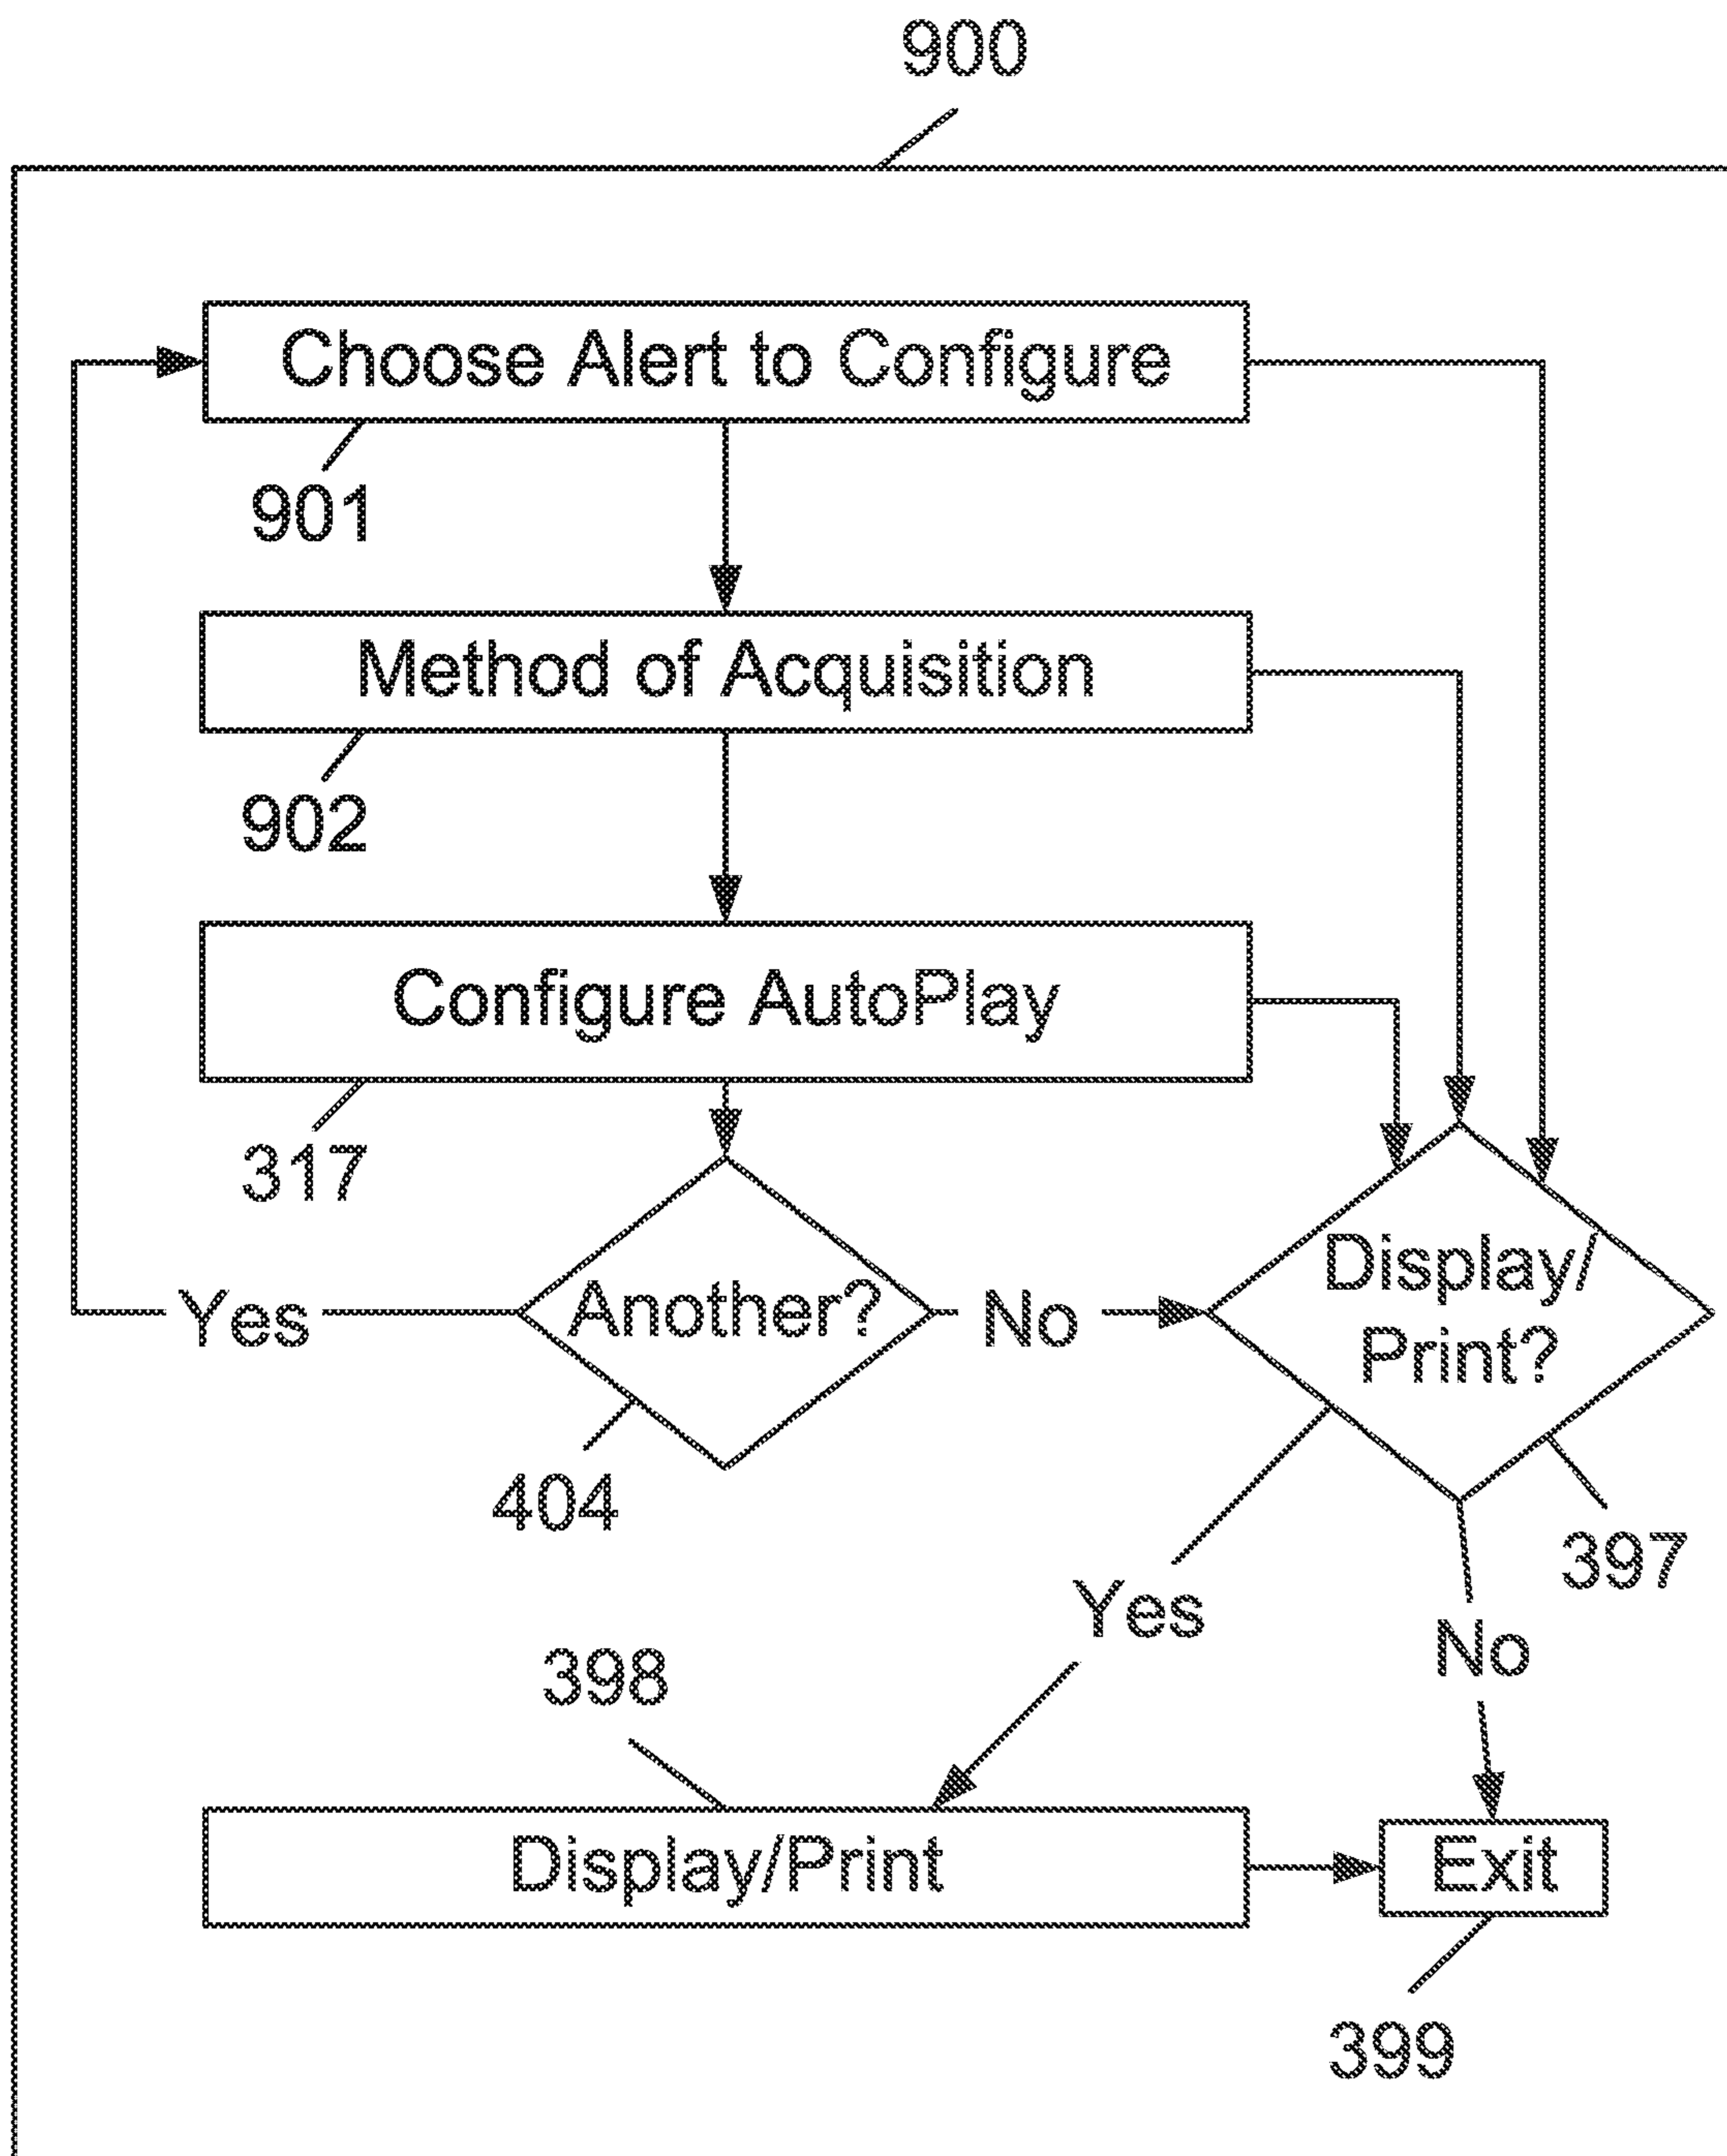 900
Choose Alert to Configure
901
Method of Acquisition
902
Configure AutoPlay
317
Another?
Yes
No
404
Display/
Print?
397
Yes
No
398
Display/Print
Exit
399